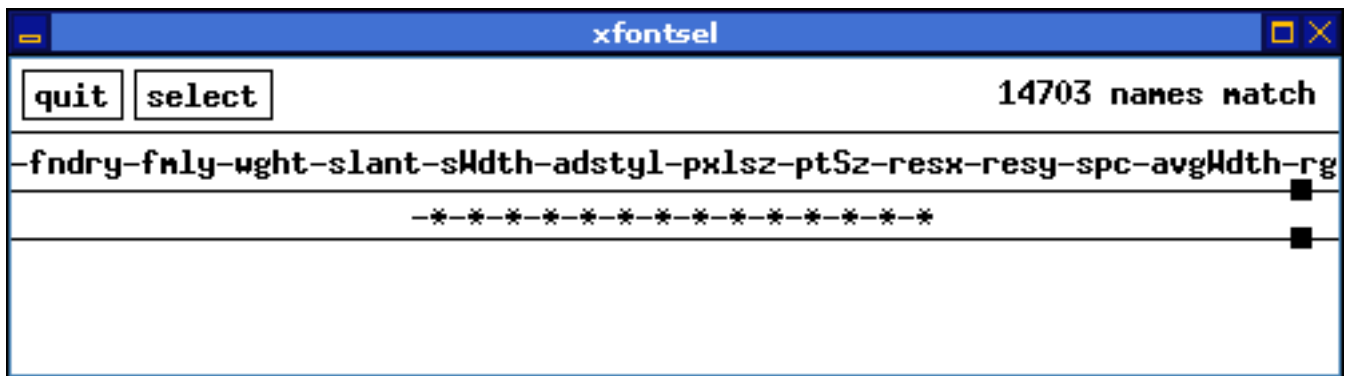 xfontsel
quit select 14703 names match
-fndry-fmly-wght-slant-sWdth-adstyl-pxlsz-ptSz-resx-resy-spc-avgWdth-rg
-*-*-*-*-*-*-*-*-*-*-*-*-*-*